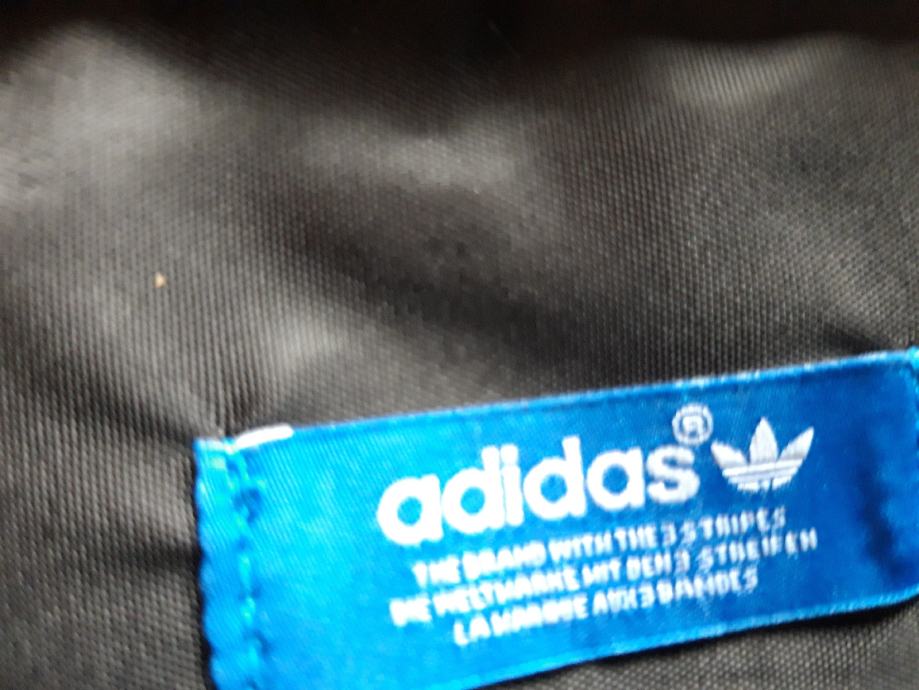 adidas®
THE BRAND WITH THE 3 STRIPES
DIE WELTMARKE MIT DEN 3 STREIFEN
LA MARQUE AUX 3 BANDES